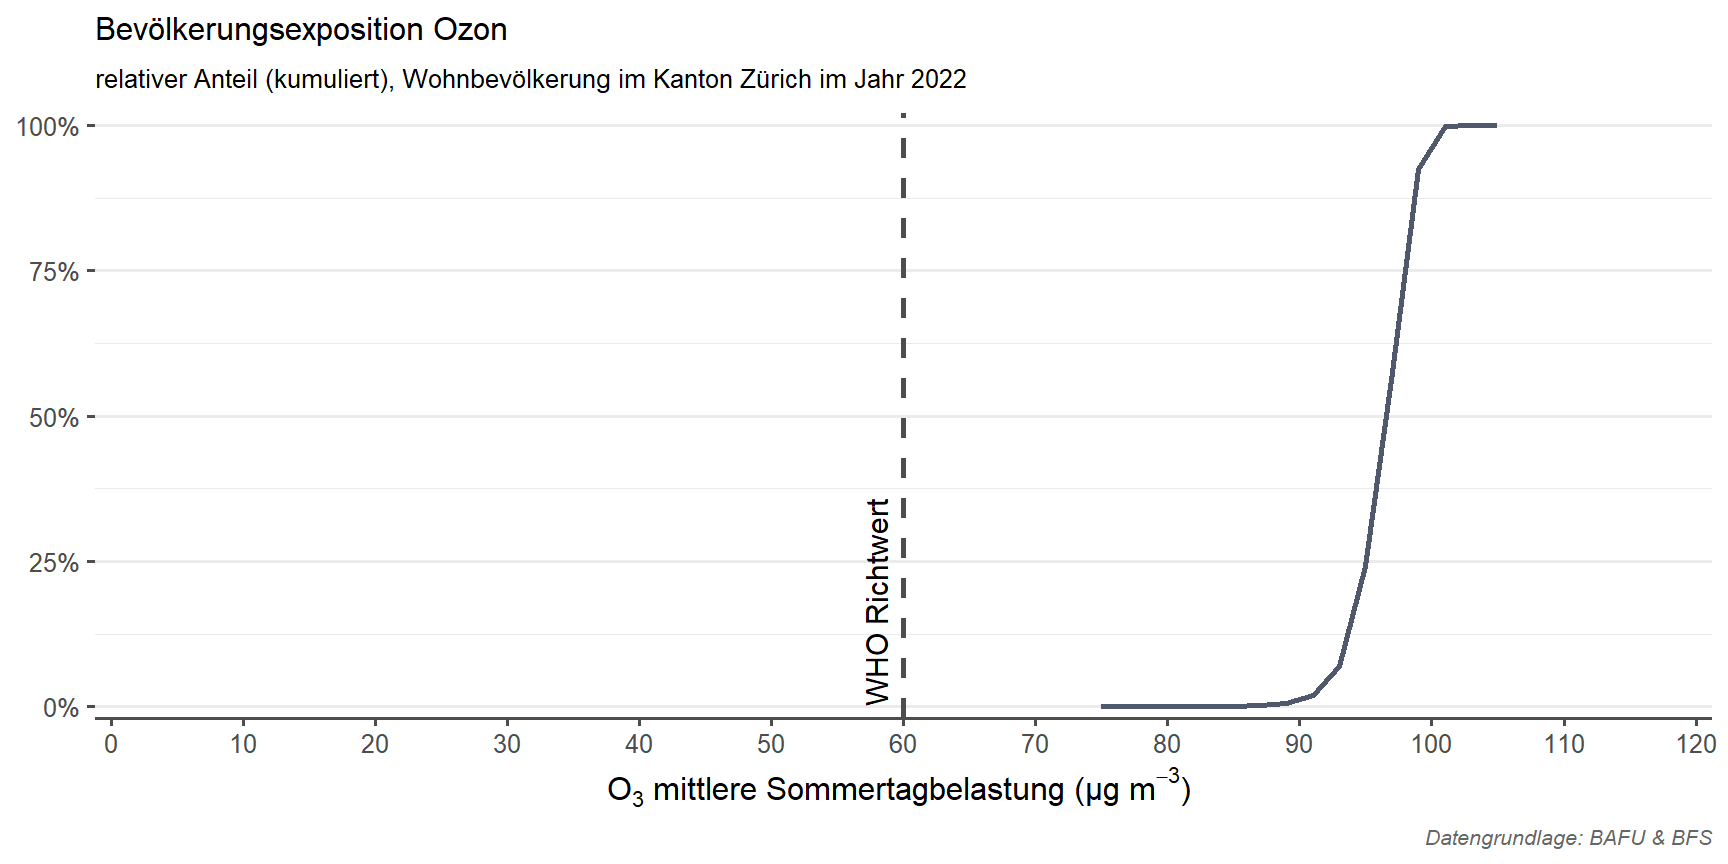 Bevölkerungsexposition Ozon
relativer Anteil (kumuliert), Wohnbevölkerung im Kanton Zürich im Jahr 2022
100%
75%
50%
25%
0%
WHO Richtwert
0 10 20 30 40 50 60 70 80 90 100 110 120
O₃ mittlere Sommertagbelastung (µg m⁻³)
Datengrundlage: BAFU & BFS